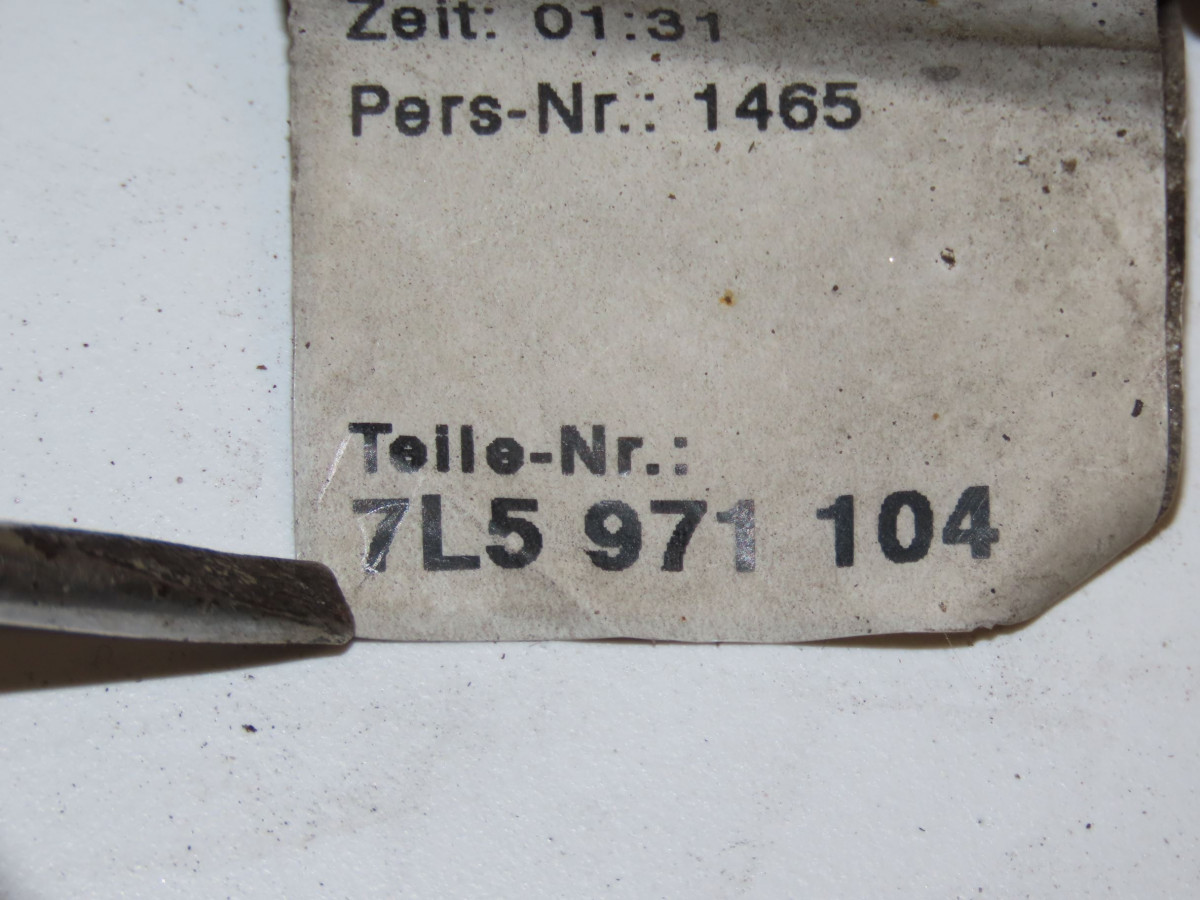 Zeit: 01:31
Pers-Nr.: 1465
Teile-Nr.:
7L5 971 104